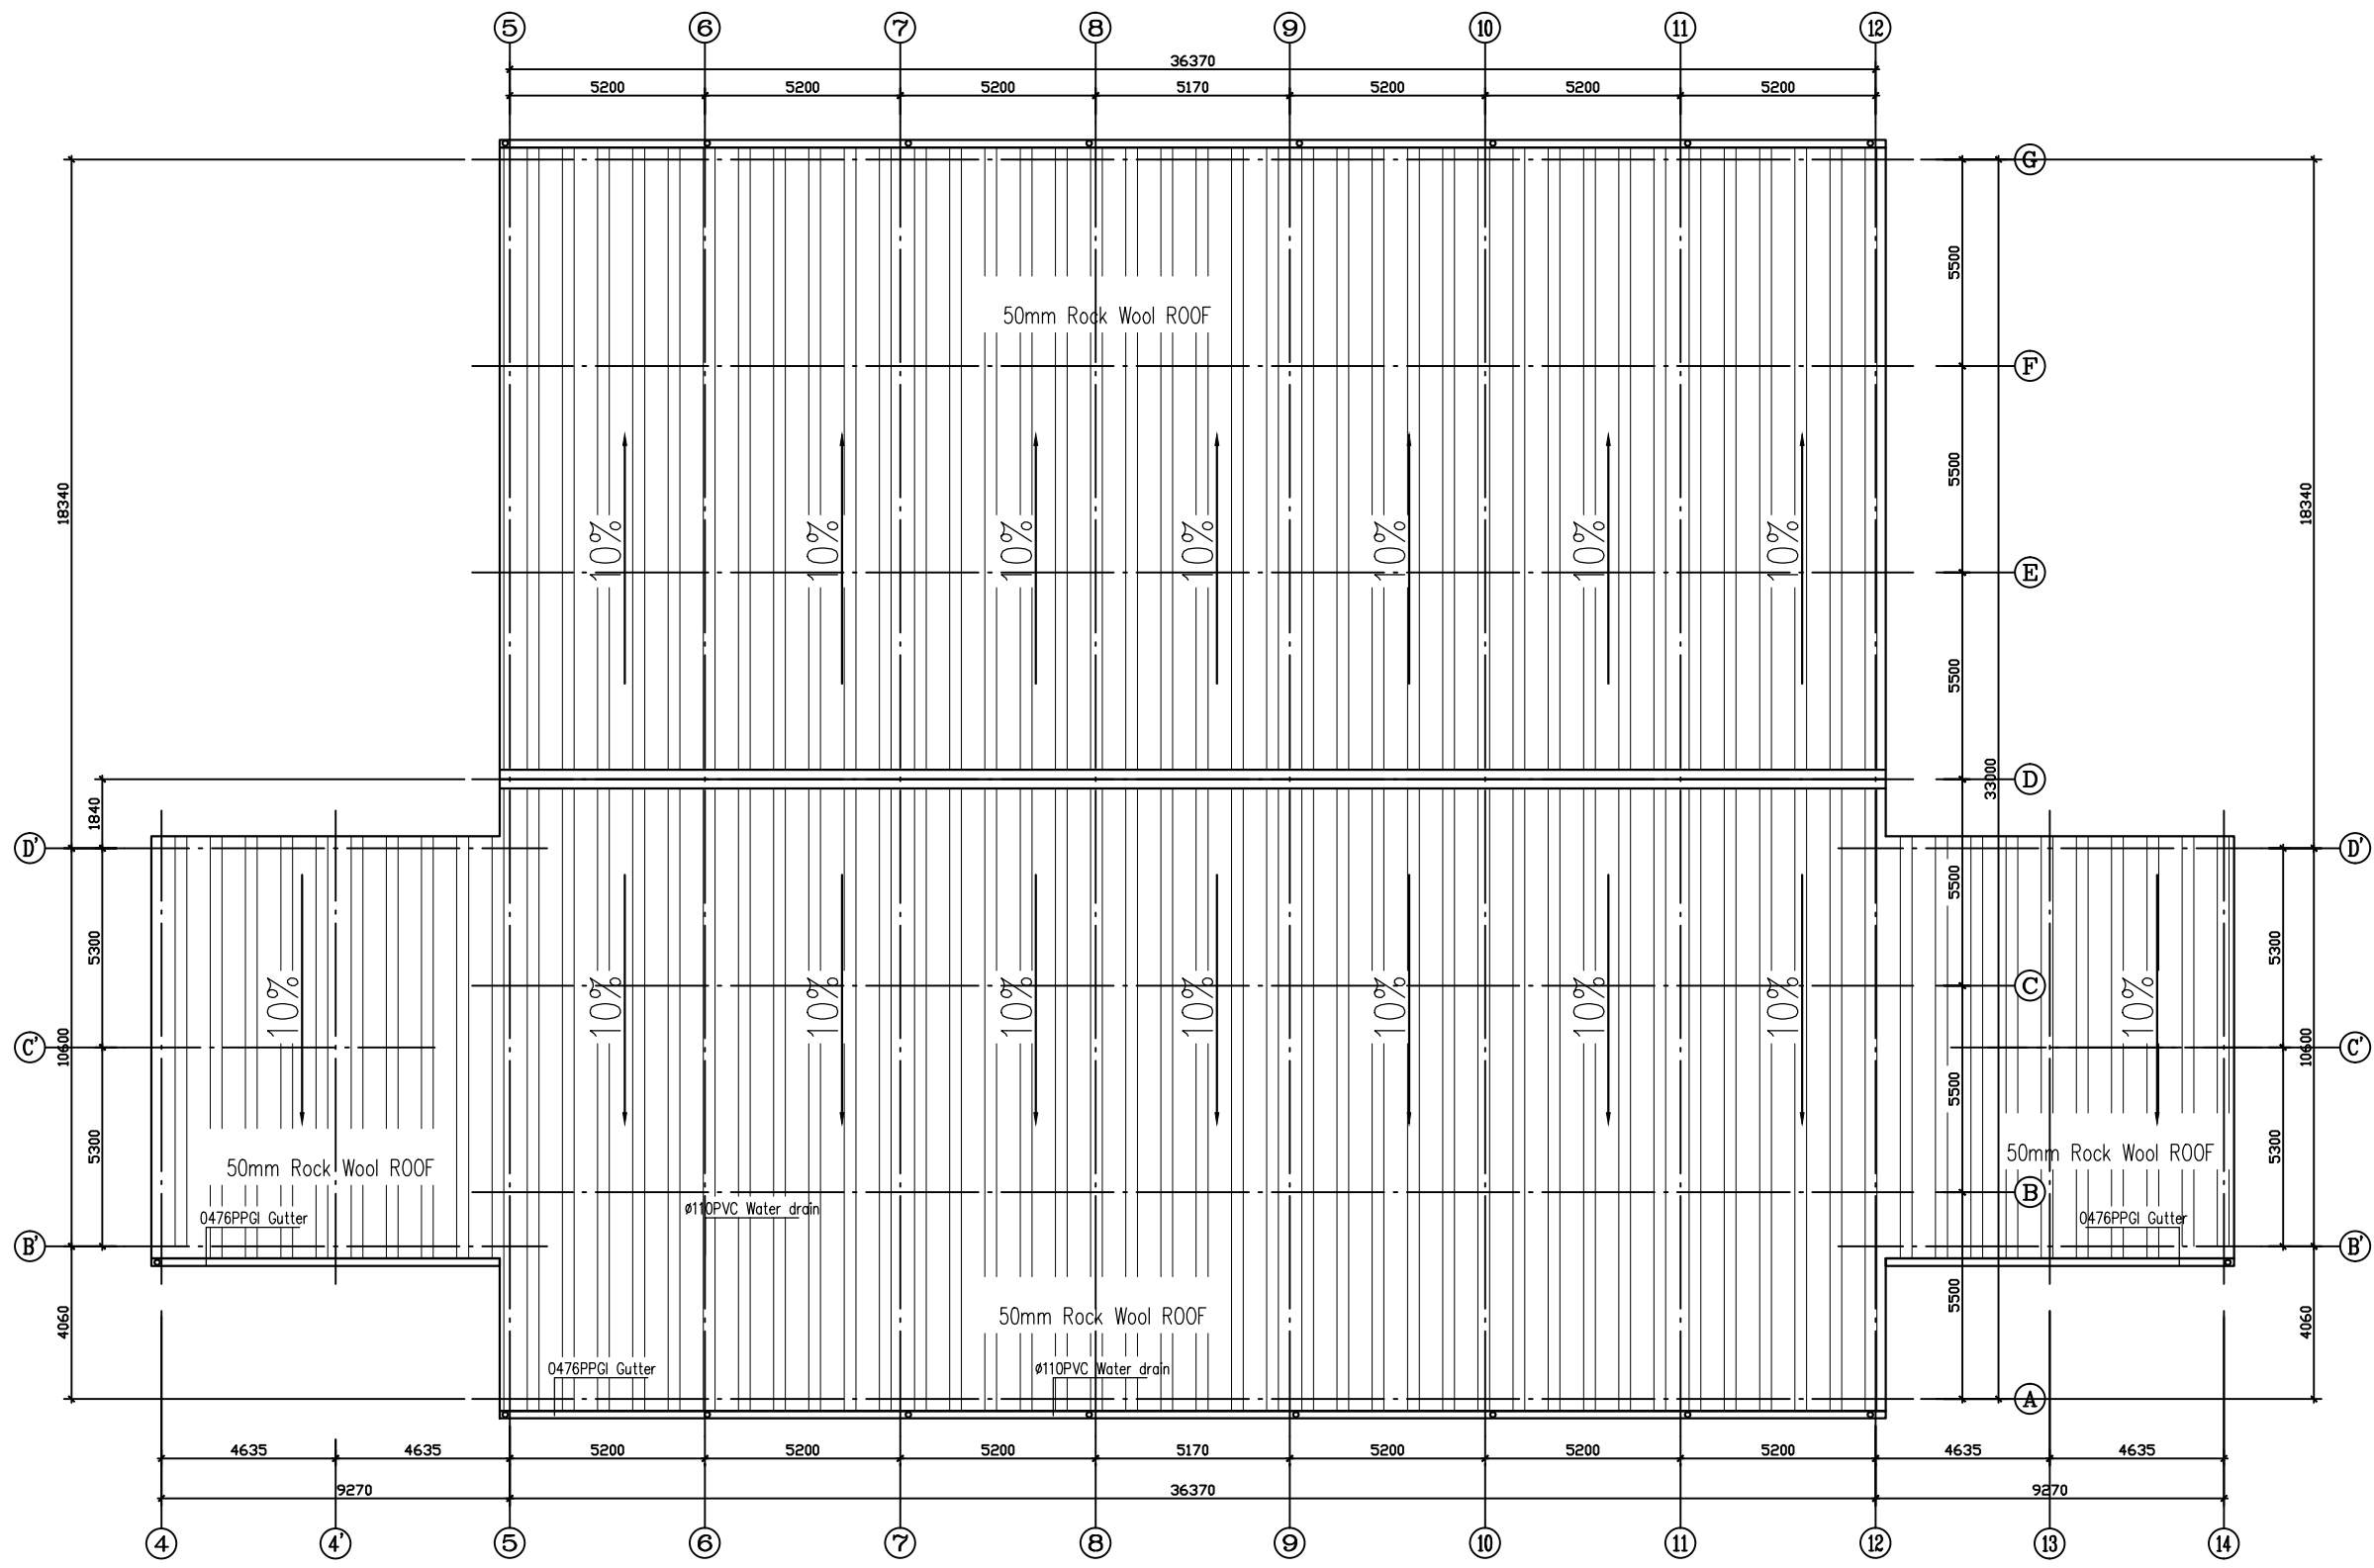 5 6 7 8 9 10 11 12
36370
5200 5200 5200 5170 5200 5200 5200
G
5500
50mm Rock Wool ROOF
F
5500
18340
18340
10% 10% 10% 10% 10% 10% 10%
E
5500
D
33000
1840
D'
D'
5500
5300
5300
10% 10% 10% 10% 10% 10% 10% 10% 10%
C
C'
C'
10600
10600
5500
5300
5300
50mm Rock Wool ROOF
50mm Rock Wool ROOF
B
Ø110PVC Water drain
0476PPGI Gutter
0476PPGI Gutter
B'
B'
5500
4060
4060
50mm Rock Wool ROOF
0476PPGI Gutter
Ø110PVC Water drain
A
4635 4635 5200 5200 5200 5170 5200 5200 5200 4635 4635
9270 36370 9270
4 4' 5 6 7 8 9 10 11 12 13 14